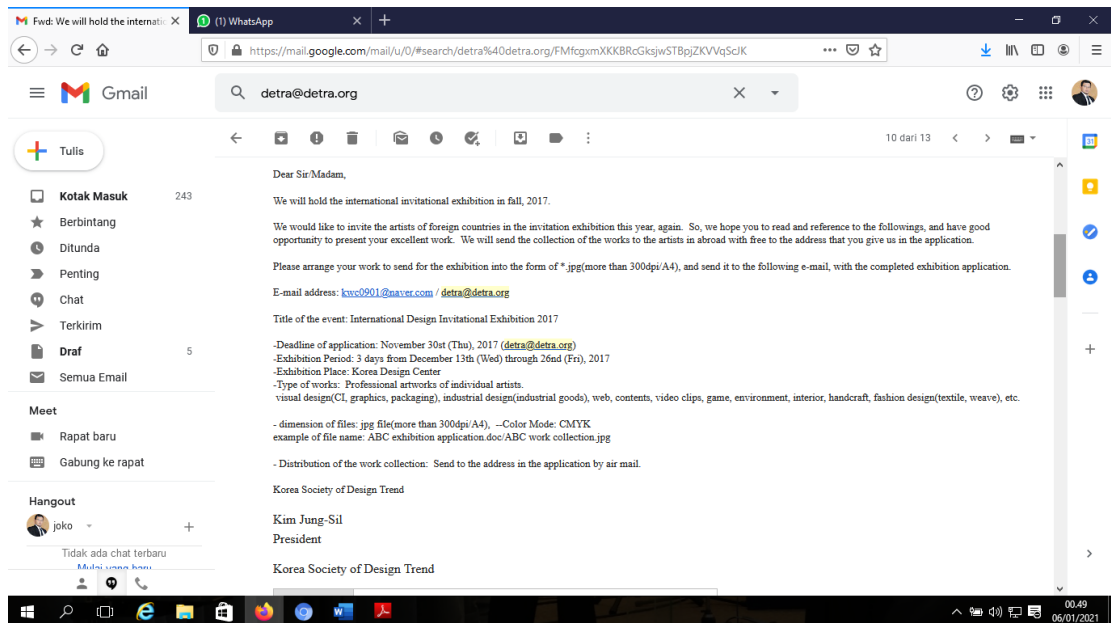 Fwd: We will hold the internatio
(1) WhatsApp
https://mail.google.com/mail/u/0/#search/detra%40detra.org/FMfcgxmXKKBRcGksjwSTBpjZKVVqScJK
Gmail
detra@detra.org
Tulis
10 dari 13
Kotak Masuk 243
Berbintang
Ditunda
Penting
Chat
Terkirim
Draf 5
Semua Email
Meet
Rapat baru
Gabung ke rapat
Hangout
joko
Tidak ada chat terbaru
Mulai yang baru
Dear Sir/Madam,
We will hold the international invitational exhibition in fall, 2017.
We would like to invite the artists of foreign countries in the invitation exhibition this year, again. So, we hope you to read and reference to the followings, and have good
opportunity to present your excellent work. We will send the collection of the works to the artists in abroad with free to the address that you give us in the application.
Please arrange your work to send for the exhibition into the form of *.jpg(more than 300dpi/A4), and send it to the following e-mail, with the completed exhibition application.
E-mail address: kwc0901@naver.com / detra@detra.org
Title of the event: International Design Invitational Exhibition 2017
-Deadline of application: November 30st (Thu), 2017 (detra@detra.org)
-Exhibition Period: 3 days from December 13th (Wed) through 26nd (Fri), 2017
-Exhibition Place: Korea Design Center
-Type of works: Professional artworks of individual artists.
visual design(CI, graphics, packaging), industrial design(industrial goods), web, contents, video clips, game, environment, interior, handcraft, fashion design(textile, weave), etc.
- dimension of files: jpg file(more than 300dpi/A4), --Color Mode: CMYK
example of file name: ABC exhibition application.doc/ABC work collection.jpg
- Distribution of the work collection: Send to the address in the application by air mail.
Korea Society of Design Trend
Kim Jung-Sil
President
Korea Society of Design Trend
31
00.49
06/01/2021